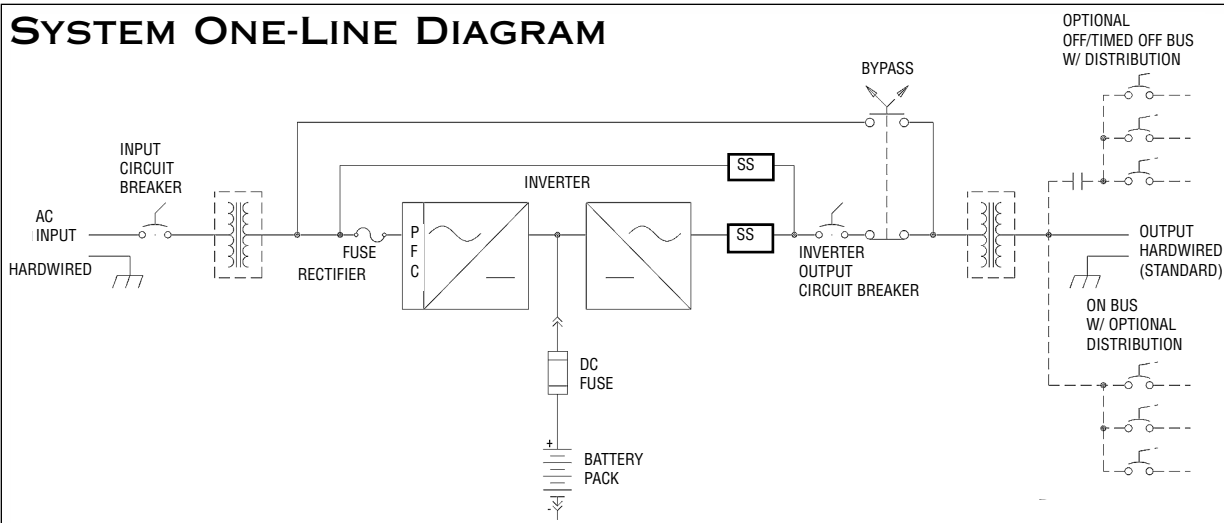 SYSTEM ONE-LINE DIAGRAM
OPTIONAL
OFF/TIMED OFF BUS
W/ DISTRIBUTION
BYPASS
INPUT
CIRCUIT
BREAKER
SS
INVERTER
AC
INPUT
HARDWIRED
FUSE
RECTIFIER
P
F
C
SS
INVERTER
OUTPUT
CIRCUIT BREAKER
OUTPUT
HARDWIRED
(STANDARD)
ON BUS
W/ OPTIONAL
DISTRIBUTION
DC
FUSE
+
BATTERY
PACK
-